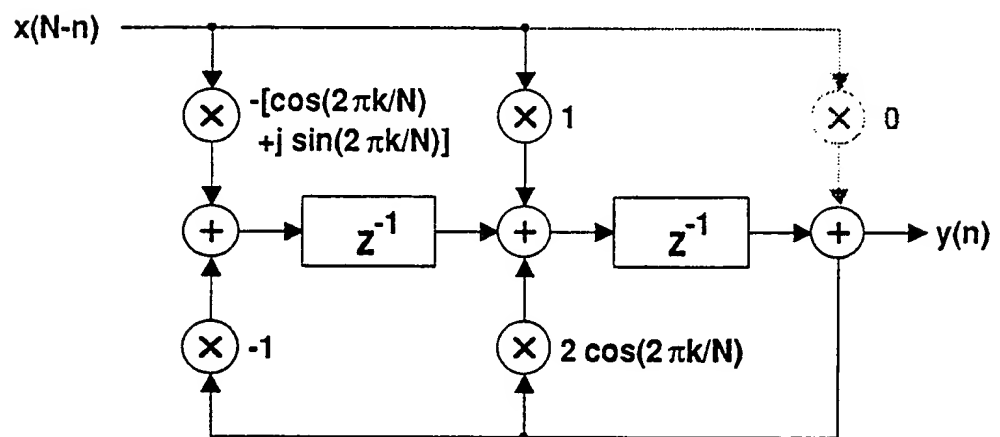 x(N-n)
-[cos(2πk/N)
+j sin(2πk/N)]
1
0
+
z⁻¹
+
z⁻¹
+
y(n)
-1
2 cos(2πk/N)